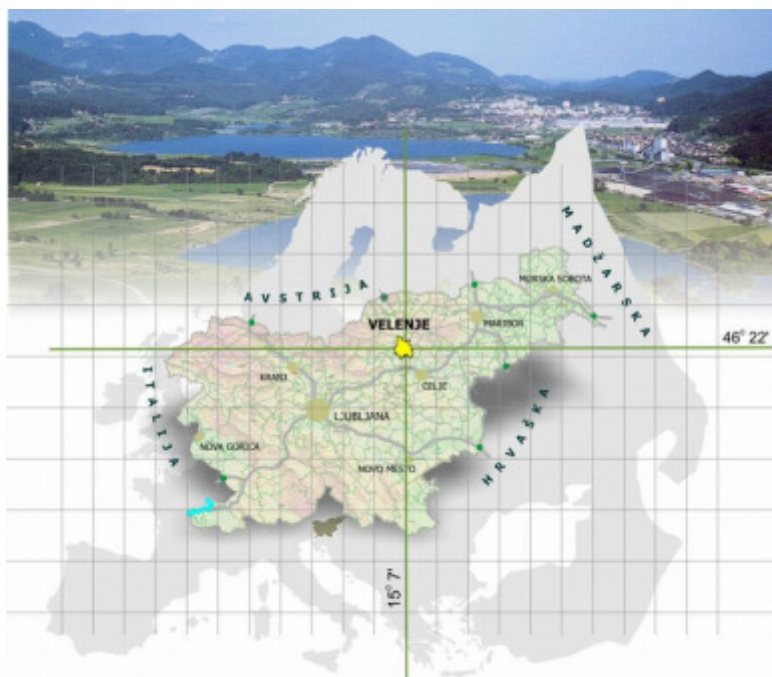 MADŽARSKA
AVSTRIJA
MURSKA SOBOTA
VELENJE
MARIBOR
46° 22'
ITALIJA
KRANJ
CELJE
LJUBLJANA
HRVAŠKA
NOVA GORICA
NOVO MESTO
15° 7'